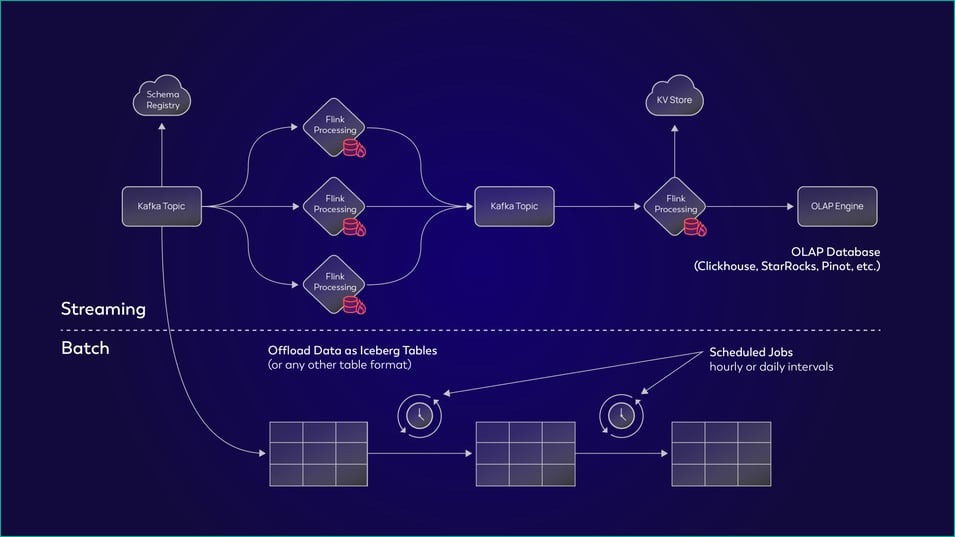 Schema
Registry
Flink
Processing
KV Store
Kafka Topic
Flink
Processing
Kafka Topic
Flink
Processing
OLAP Engine
OLAP Database
(Clickhouse, StarRocks, Pinot, etc.)
Flink
Processing
Streaming
Batch
Offload Data as Iceberg Tables
(or any other table format)
Scheduled Jobs
hourly or daily intervals